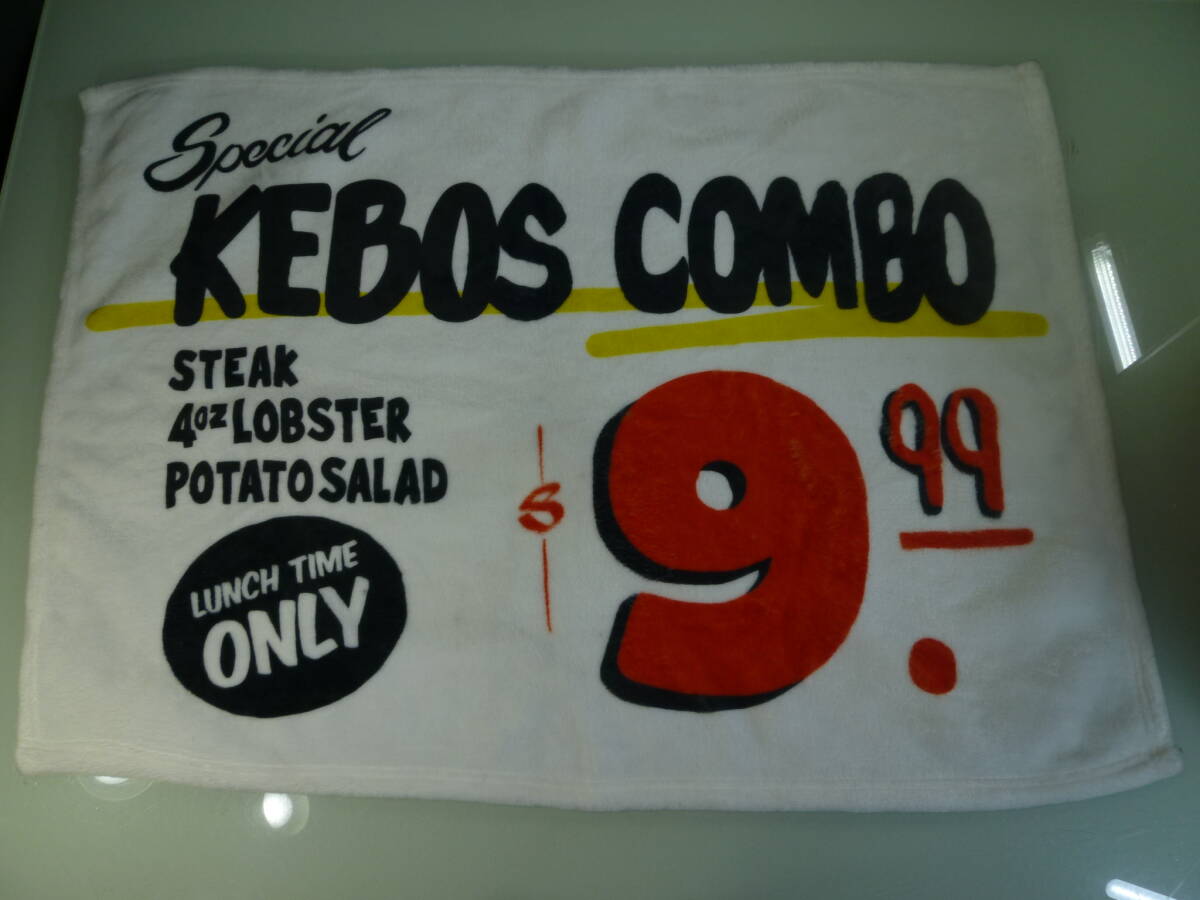 Special
KEBOS COMBO
STEAK
4oz LOBSTER
POTATO SALAD
LUNCH TIME
ONLY
$9.99